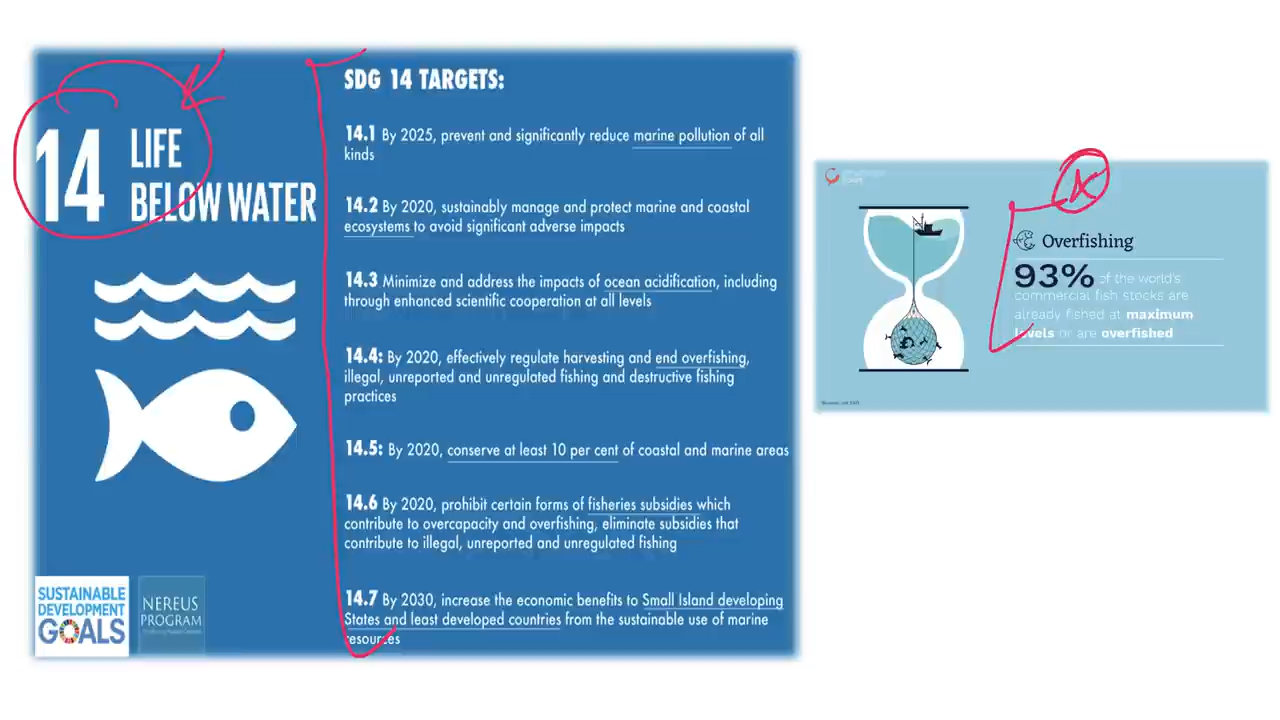 14
LIFE
BELOW WATER
SUSTAINABLE
DEVELOPMENT
GOALS
NEREUS
PROGRAM
SDG 14 TARGETS:
14.1 By 2025, prevent and significantly reduce marine pollution of all
kinds
14.2 By 2020, sustainably manage and protect marine and coastal
ecosystems to avoid significant adverse impacts
14.3 Minimize and address the impacts of ocean acidification, including
through enhanced scientific cooperation at all levels
14.4: By 2020, effectively regulate harvesting and end overfishing,
illegal, unreported and unregulated fishing and destructive fishing
practices
14.5: By 2020, conserve at least 10 per cent of coastal and marine areas
14.6 By 2020, prohibit certain forms of fisheries subsidies which
contribute to overcapacity and overfishing, eliminate subsidies that
contribute to illegal, unreported and unregulated fishing
14.7 By 2030, increase the economic benefits to Small Island developing
States and least developed countries from the sustainable use of marine
resources
Overfishing
93% of the world's
commercial fish stocks are
already fished at maximum
levels or are overfished